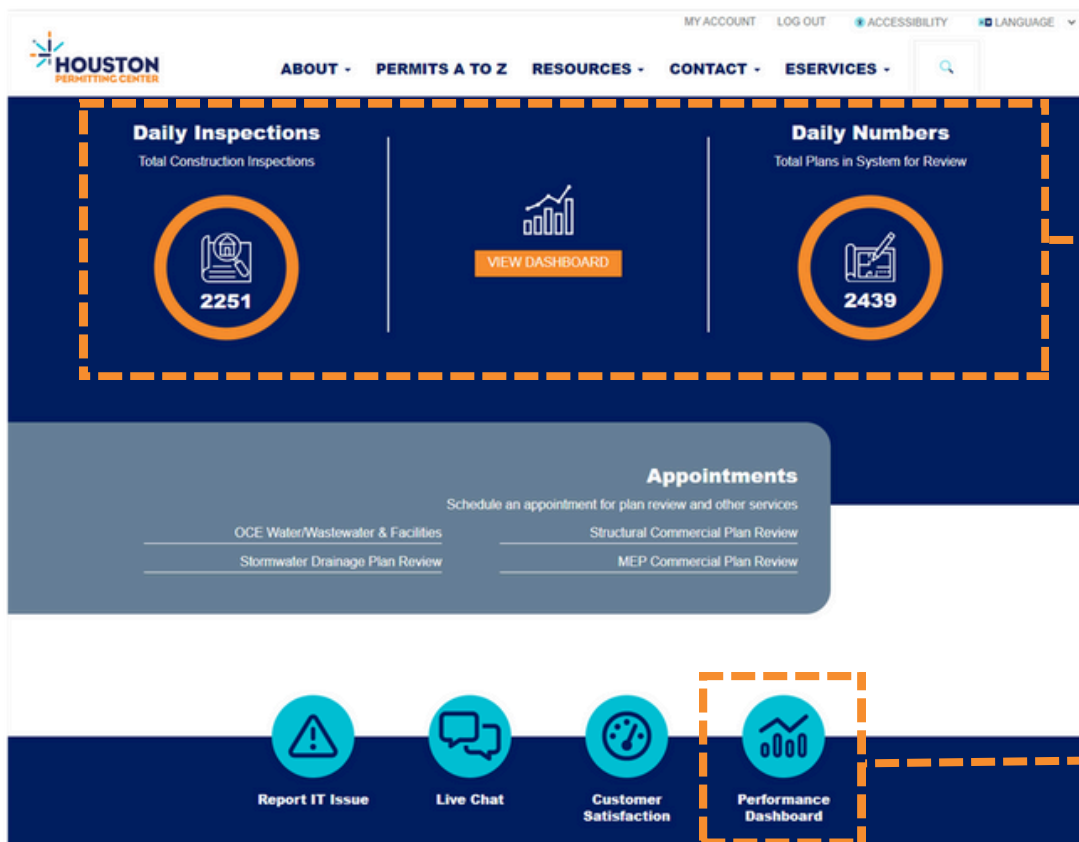 MY ACCOUNT LOG OUT ACCESSIBILITY LANGUAGE
HOUSTON
PERMITTING CENTER
ABOUT PERMITS A TO Z RESOURCES CONTACT ESERVICES
Daily Inspections
Total Construction Inspections
2251
VIEW DASHBOARD
Daily Numbers
Total Plans in System for Review
2439
Appointments
Schedule an appointment for plan review and other services
OCE Water/Wastewater & Facilities
Structural Commercial Plan Review
Stormwater Drainage Plan Review
MEP Commercial Plan Review
Report IT Issue
Live Chat
Customer
Satisfaction
Performance
Dashboard